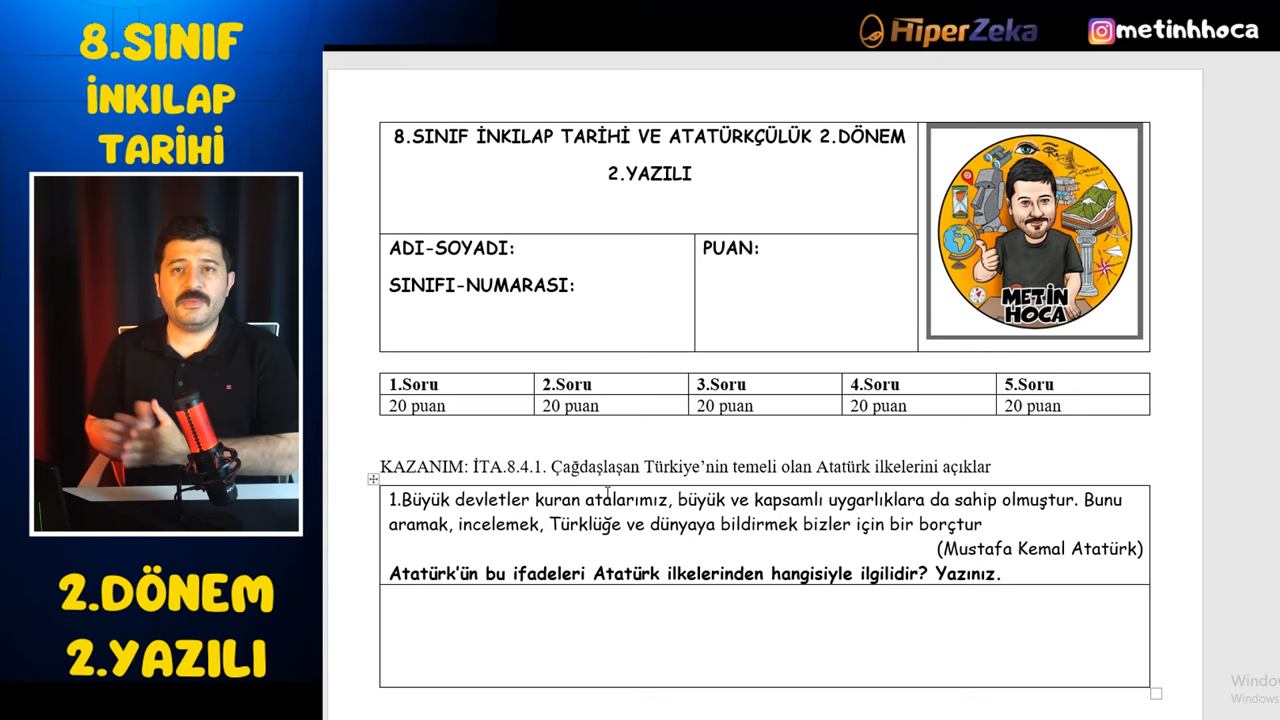 8.SINIF
İNKILAP
TARİHİ
2.DÖNEM
2.YAZILI
HiperZeka
metinhhoca
8.SINIF İNKILAP TARİHİ VE ATATÜRKÇÜLÜK 2.DÖNEM
2.YAZILI
ADI-SOYADI:
SINIFI-NUMARASI:
PUAN:
METİN
HOCA
1.Soru 2.Soru 3.Soru 4.Soru 5.Soru
20 puan 20 puan 20 puan 20 puan 20 puan
KAZANIM: İTA.8.4.1. Çağdaşlaşan Türkiye'nin temeli olan Atatürk ilkelerini açıklar
1.Büyük devletler kuran atalarımız, büyük ve kapsamlı uygarlıklara da sahip olmuştur. Bunu
aramak, incelemek, Türklüğe ve dünyaya bildirmek bizler için bir borçtur
(Mustafa Kemal Atatürk)
Atatürk'ün bu ifadeleri Atatürk ilkelerinden hangisiyle ilgilidir? Yazınız.
Window
Windows